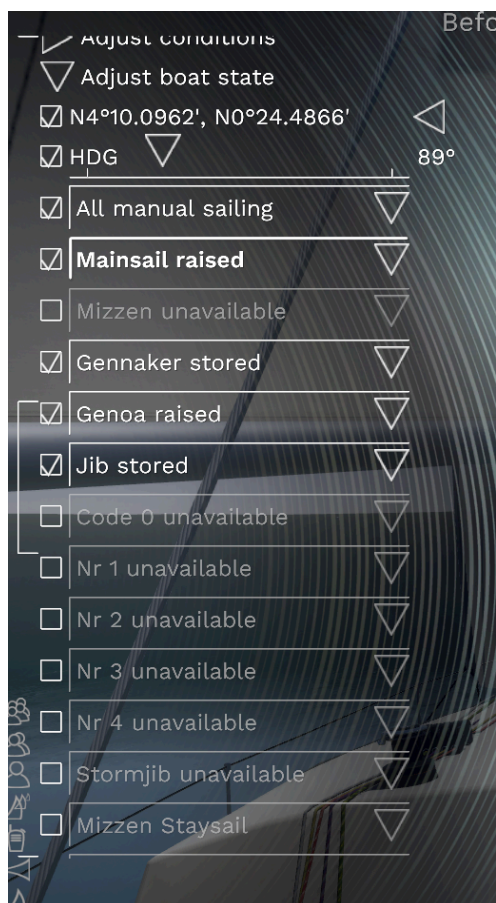 Befo
Adjust conditions
Adjust boat state
N4°10.0962', N0°24.4866'
HDG 89°
All manual sailing
Mainsail raised
Mizzen unavailable
Gennaker stored
Genoa raised
Jib stored
Code 0 unavailable
Nr 1 unavailable
Nr 2 unavailable
Nr 3 unavailable
Nr 4 unavailable
Stormjib unavailable
Mizzen Staysail